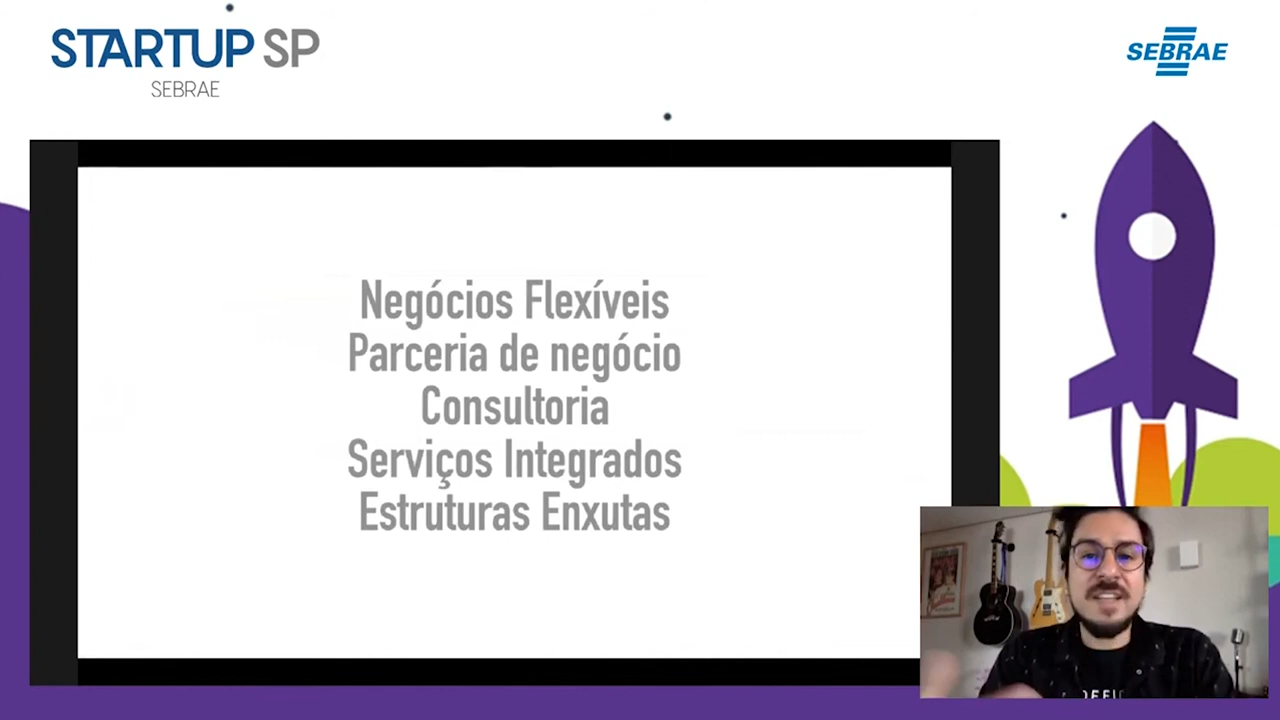 STARTUP SP
SEBRAE
SEBRAE
Negócios Flexíveis
Parceria de negócio
Consultoria
Serviços Integrados
Estruturas Enxutas